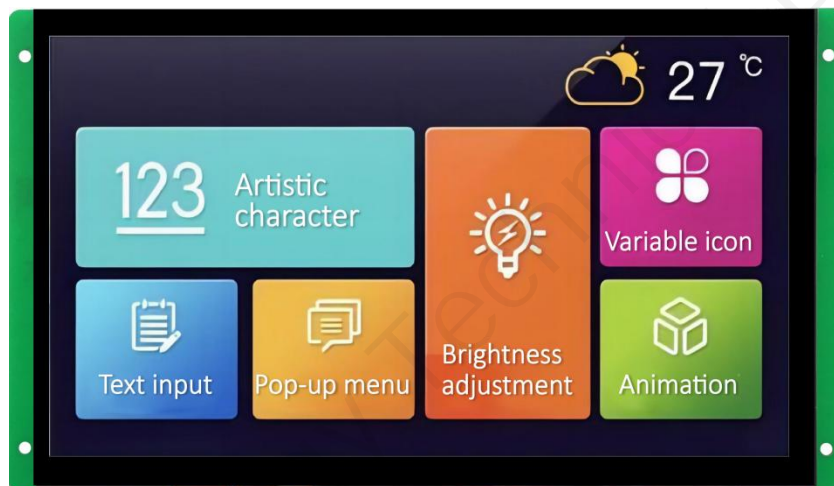 27 °C
123
Artistic
character
Variable icon
Text input
Pop-up menu
Brightness
adjustment
Animation